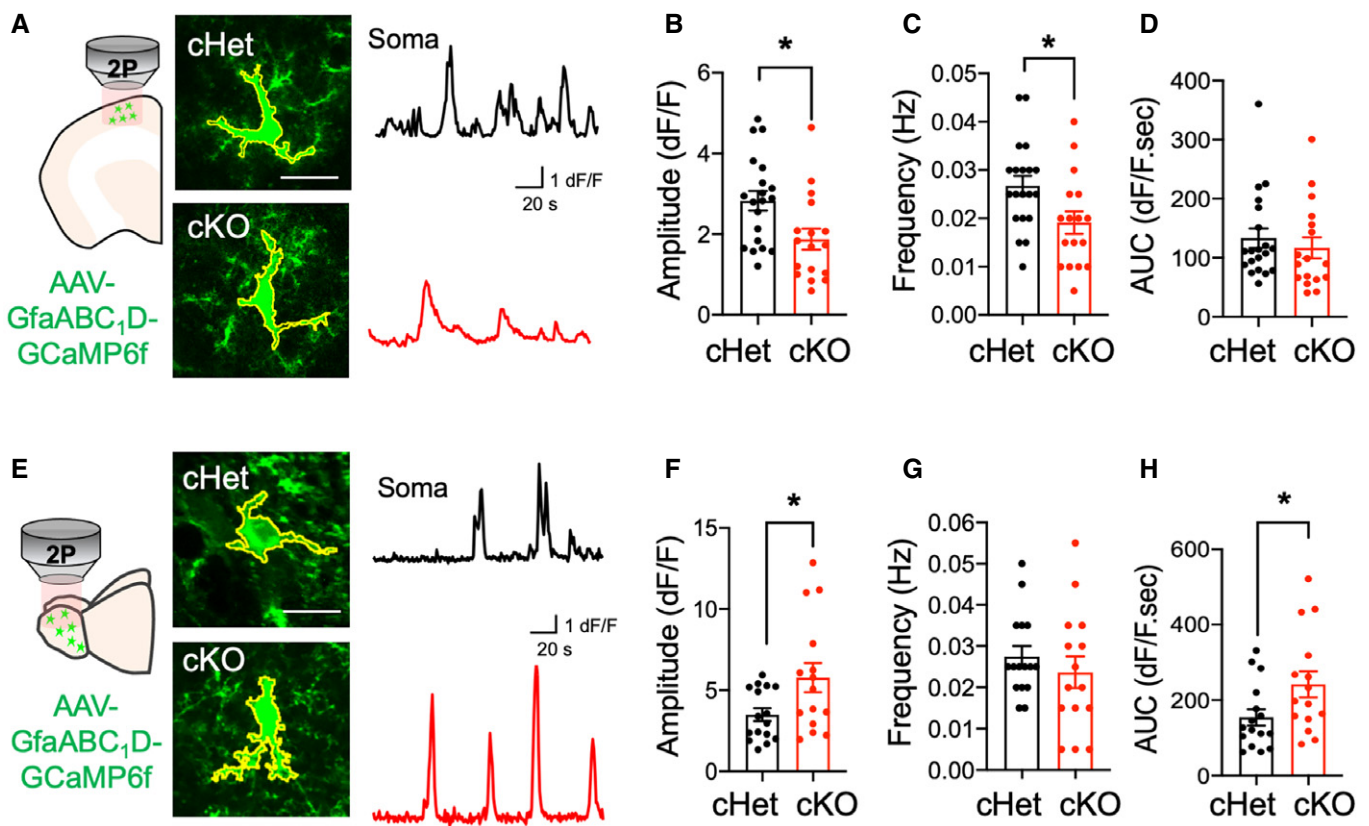 A
2P
AAV-
GfaABC₁D-
GCaMP6f
cHet
cKO
Soma
1 dF/F
20 s
B
*
Amplitude (dF/F)
6
4
2
0
cHet cKO
C
*
Frequency (Hz)
0.05
0.04
0.03
0.02
0.01
0.00
cHet cKO
D
AUC (dF/F.sec)
400
300
200
100
0
cHet cKO
E
2P
AAV-
GfaABC₁D-
GCaMP6f
cHet
cKO
Soma
1 dF/F
20 s
F
*
Amplitude (dF/F)
15
10
5
0
cHet cKO
G
Frequency (Hz)
0.06
0.05
0.04
0.03
0.02
0.01
0.00
cHet cKO
H
*
AUC (dF/F.sec)
600
400
200
0
cHet cKO